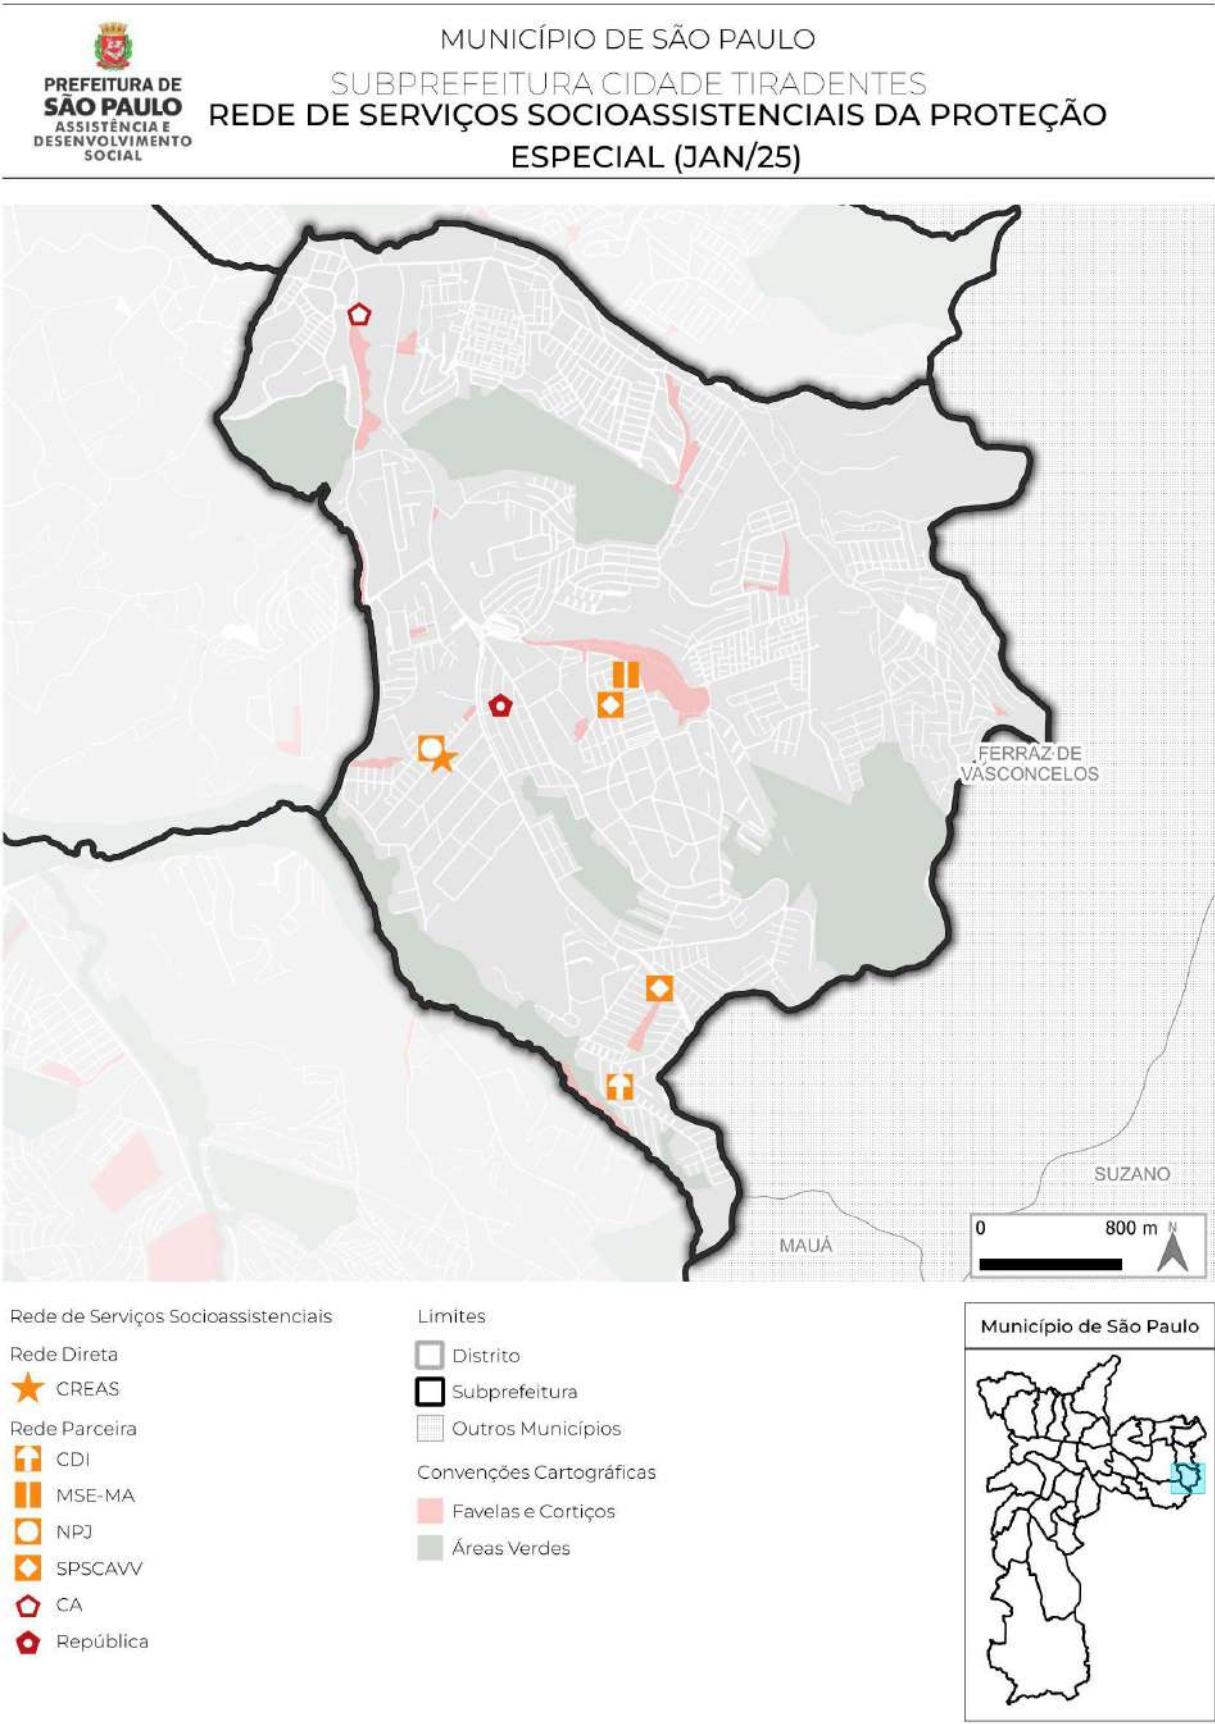 PREFEITURA DE
SÃO PAULO
ASSISTÊNCIA E
DESENVOLVIMENTO
SOCIAL
MUNICÍPIO DE SÃO PAULO
SUBPREFEITURA CIDADE TIRADENTES
REDE DE SERVIÇOS SOCIOASSISTENCIAIS DA PROTEÇÃO
ESPECIAL (JAN/25)
FERRAZ DE
VASCONCELOS
SUZANO
MAUÁ
0 800 m N
Rede de Serviços Socioassistenciais
Rede Direta
CREAS
Rede Parceira
CDI
MSE-MA
NPJ
SPSCAVV
CA
República
Limites
Distrito
Subprefeitura
Outros Municípios
Convenções Cartográficas
Favelas e Cortiços
Áreas Verdes
Município de São Paulo